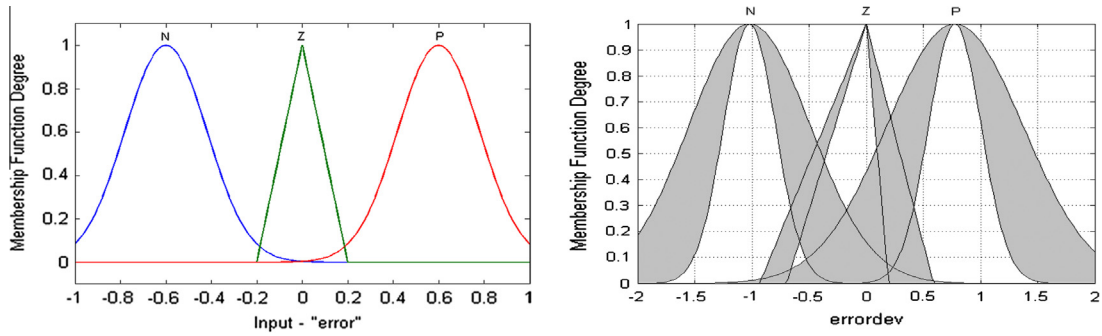 N Z P
1
0.8
0.6
0.4
0.2
0
Membership Function Degree
-1 -0.8 -0.6 -0.4 -0.2 0 0.2 0.4 0.6 0.8 1
Input - "error"
N Z P
1
0.9
0.8
0.7
0.6
0.5
0.4
0.3
0.2
0.1
0
Membership Function Degree
-2 -1.5 -1 -0.5 0 0.5 1 1.5 2
errordev